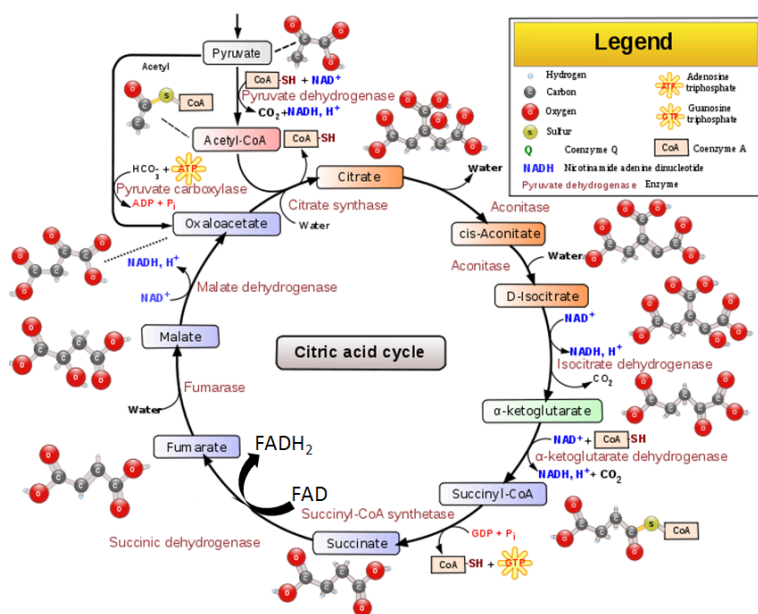 Pyruvate
Acetyl
CoA-SH + NAD⁺
Pyruvate dehydrogenase
CO₂+NADH, H⁺
S
CoA
Acetyl-CoA
CoA-SH
HCO₃⁻ + ATP
Pyruvate carboxylase
ADP + Pᵢ
Citrate
Water
Citrate synthase
Water
Oxaloacetate
Aconitase
cis-Aconitate
Aconitase
Water
D-Isocitrate
NAD⁺
NADH, H⁺
Isocitrate dehydrogenase
CO₂
α-ketoglutarate
NAD⁺ + CoA-SH
α-ketoglutarate dehydrogenase
NADH, H⁺+ CO₂
Succinyl-CoA
S
CoA
Succinyl-CoA synthetase
GDP + Pᵢ
CoA-SH + GTP
Succinate
Succinic dehydrogenase
FAD
FADH₂
Fumarate
Water
Fumarase
Malate
Malate dehydrogenase
NAD⁺
NADH, H⁺
Citric acid cycle
Legend
Hydrogen
C Carbon
O Oxygen
S Sulfur
Q Coenzyme Q
NADH Nicotinamide adenine dinucleotide
Pyruvate dehydrogenase Enzyme
ATP Adenosine
triphosphate
GTP Guanosine
triphosphate
CoA Coenzyme A